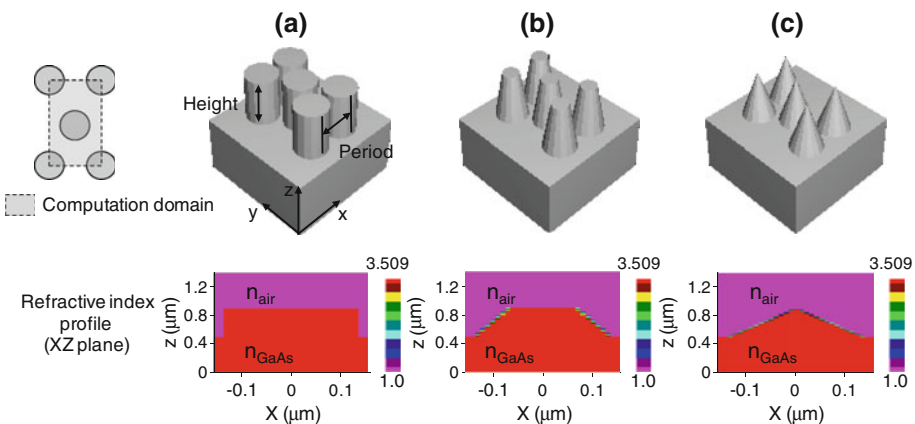 (a) (b) (c)
Height
Period
z
y x
Computation domain
Refractive index
profile
(XZ plane)
z (μm)
1.2
0.8
0.4
0
n_air
n_GaAs
-0.1 0 0.1
X (μm)
3.509
1.0
z (μm)
1.2
0.8
0.4
0
n_air
n_GaAs
-0.1 0 0.1
X (μm)
3.509
1.0
z (μm)
1.2
0.8
0.4
0
n_air
n_GaAs
-0.1 0 0.1
X (μm)
3.509
1.0